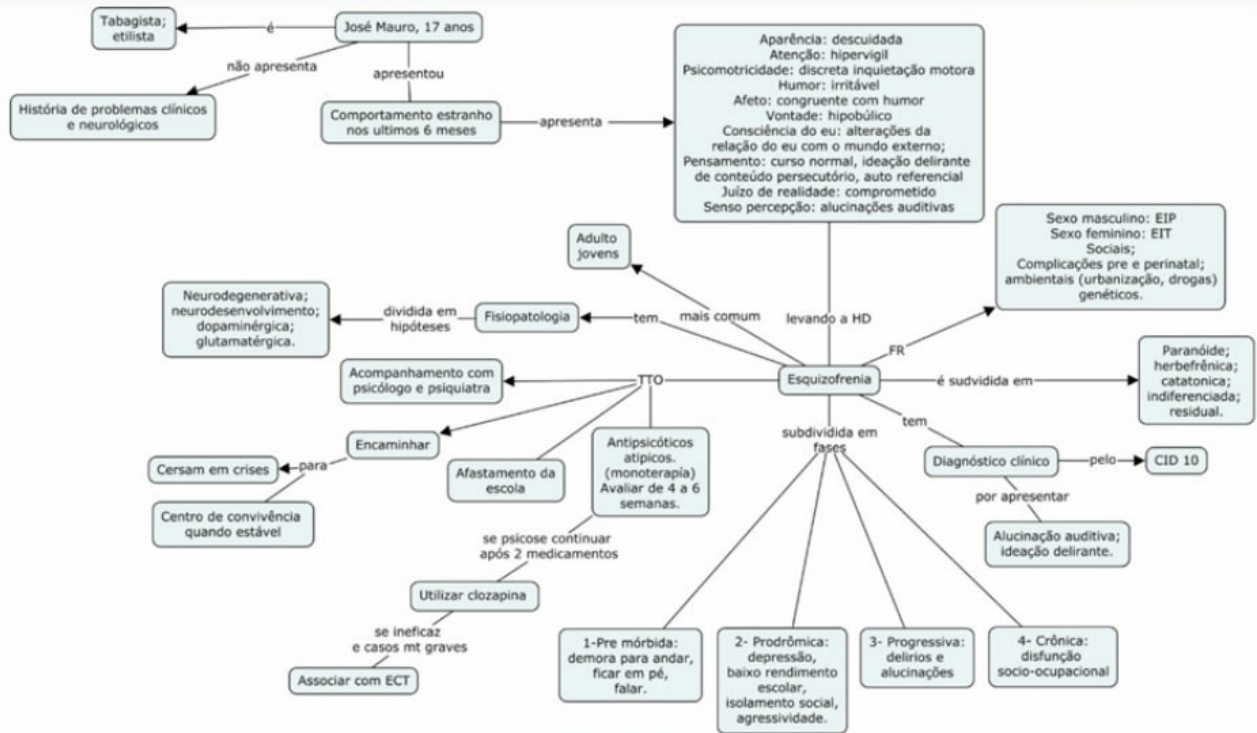 Tabagista;
etilista
é
José Mauro, 17 anos
não apresenta
apresentou
História de problemas clínicos
e neurológicos
Comportamento estranho
nos ultimos 6 meses
apresenta
Aparência: descuidada
Atenção: hipervigil
Psicomotricidade: discreta inquietação motora
Humor: irritável
Afeto: congruente com humor
Vontade: hipobúlico
Consciência do eu: alterações da
relação do eu com o mundo externo;
Pensamento: curso normal, ideação delirante
de conteúdo persecutório, auto referencial
Juízo de realidade: comprometido
Senso percepção: alucinações auditivas
levando a HD
Adulto
jovens
mais comum
Sexo masculino: EIP
Sexo feminino: EIT
Sociais;
Complicações pre e perinatal;
ambientais (urbanização, drogas)
genéticos.
FR
Neurodegenerativa;
neurodesenvolvimento;
dopaminérgica;
glutamatérgica.
dividida em
hipóteses
Fisiopatologia
tem
Esquizofrenia
é sudvidida em
Paranóide;
herbefrênica;
catatonica;
indiferenciada;
residual.
Acompanhamento com
psicólogo e psiquiatra
TTO
Encaminhar
para
Cersam em crises
Centro de convivência
quando estável
Afastamento da
escola
Antipsicóticos
atipicos.
(monoterapía)
Avaliar de 4 a 6
semanas.
se psicose continuar
após 2 medicamentos
Utilizar clozapina
se ineficaz
e casos mt graves
Associar com ECT
subdividida em
fases
tem
Diagnóstico clínico
pelo
CID 10
por apresentar
Alucinação auditiva;
ideação delirante.
1-Pre mórbida:
demora para andar,
ficar em pé,
falar.
2- Prodrômica:
depressão,
baixo rendimento
escolar,
isolamento social,
agressividade.
3- Progressiva:
delirios e
alucinações
4- Crônica:
disfunção
socio-ocupacional